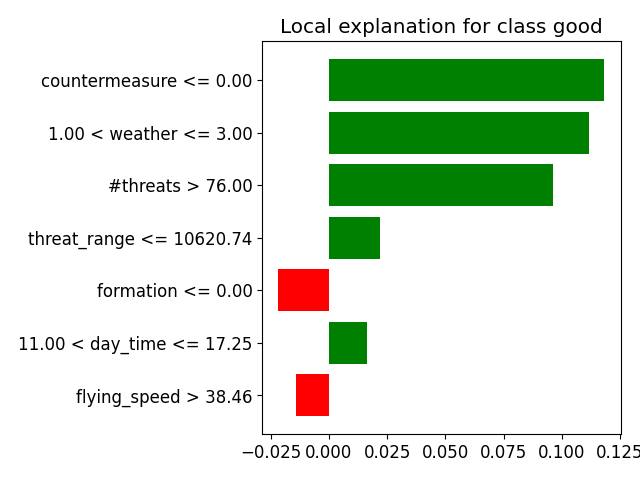 Local explanation for class good
countermeasure <= 0.00
1.00 < weather <= 3.00
#threats > 76.00
threat_range <= 10620.74
formation <= 0.00
11.00 < day_time <= 17.25
flying_speed > 38.46
−0.025 0.000 0.025 0.050 0.075 0.100 0.125